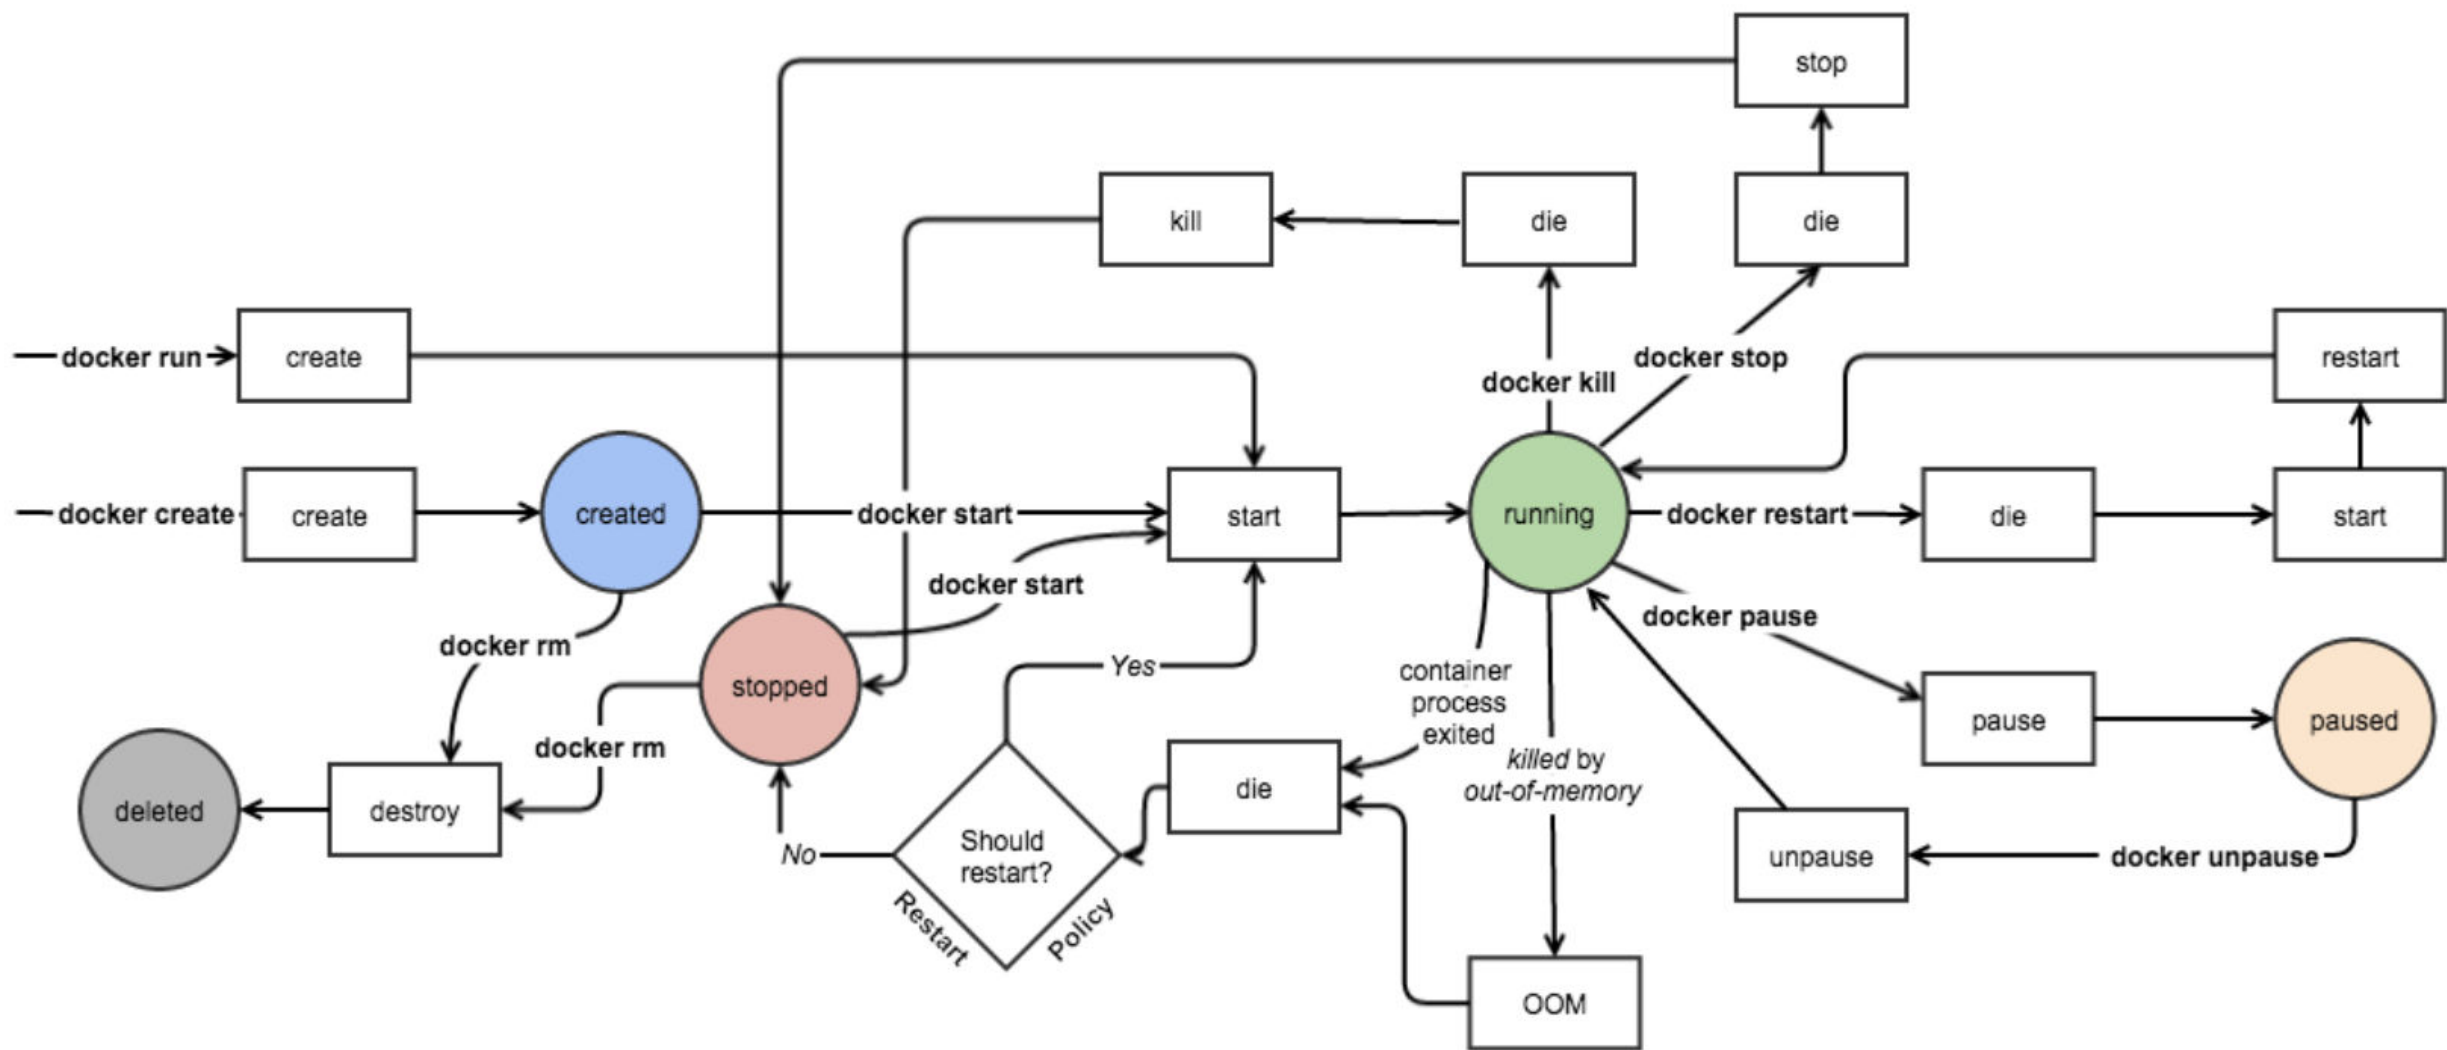 stop
kill
die
die
docker run
create
docker kill
docker stop
restart
docker create
create
created
docker start
start
running
docker restart
die
start
docker start
docker rm
stopped
Yes
container
process
exited
docker pause
pause
paused
docker rm
deleted
destroy
No
Should
restart?
Restart
Policy
die
killed by
out-of-memory
unpause
docker unpause
OOM